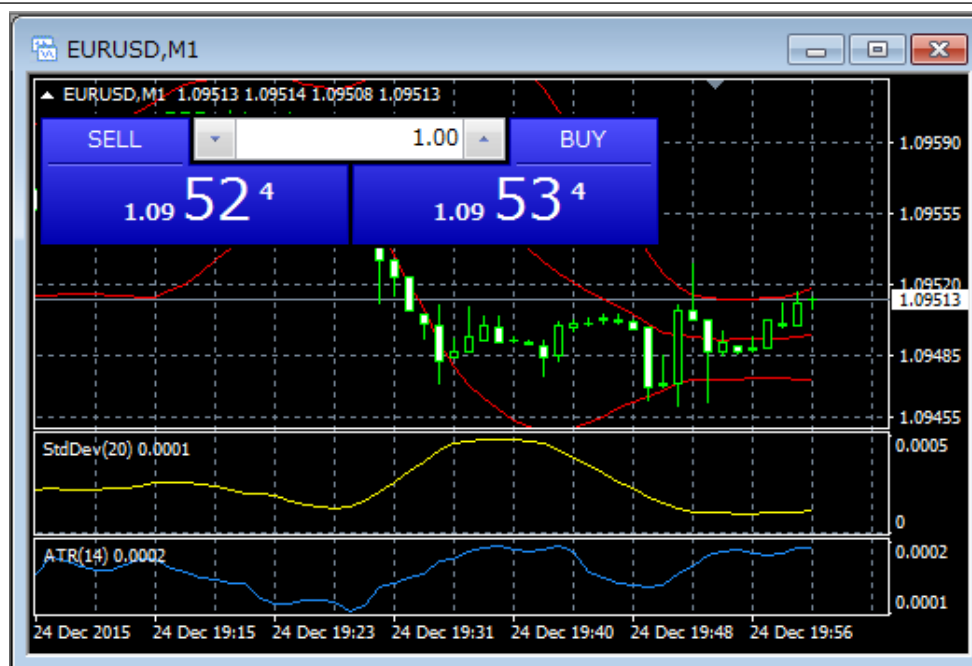 EURUSD,M1
EURUSD,M1 1.09513 1.09514 1.09508 1.09513
SELL 1.00 BUY
1.09 52 4 1.09 53 4
1.09590
1.09555
1.09520
1.09513
1.09485
1.09455
StdDev(20) 0.0001
0.0005
0
ATR(14) 0.0002
0.0002
0.0001
24 Dec 2015 24 Dec 19:15 24 Dec 19:23 24 Dec 19:31 24 Dec 19:40 24 Dec 19:48 24 Dec 19:56